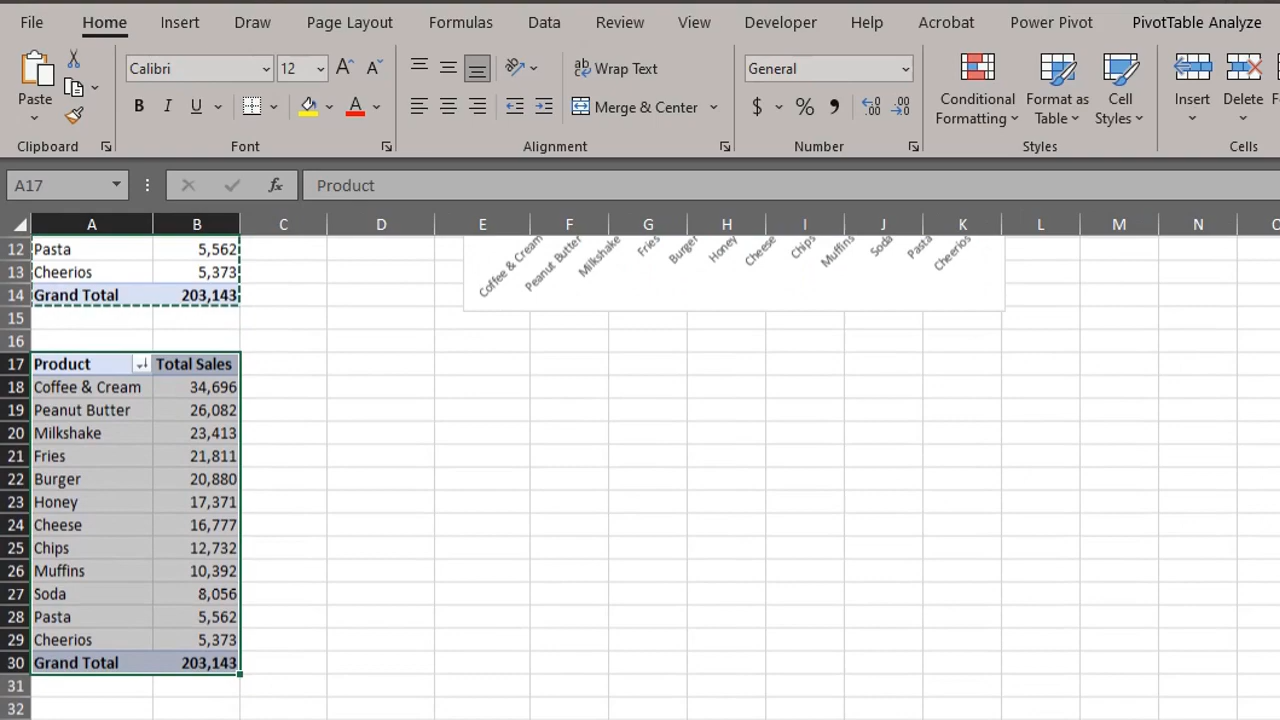 File Home Insert Draw Page Layout Formulas Data Review View Developer Help Acrobat Power Pivot PivotTable Analyze
Calibri 12 A A ab Wrap Text General
Paste B I U A Merge & Center $ % , Conditional Formatting Format as Table Cell Styles Insert Delete
Clipboard Font Alignment Number Styles Cells
A17 fx Product
A B C D E F G H I J K L M N
12 Pasta 5,562
13 Cheerios 5,373
14 Grand Total 203,143
Coffee & Cream Peanut Butter Milkshake Fries Burger Honey Cheese Chips Muffins Soda Pasta Cheerios
15
16
17 Product Total Sales
18 Coffee & Cream 34,696
19 Peanut Butter 26,082
20 Milkshake 23,413
21 Fries 21,811
22 Burger 20,880
23 Honey 17,371
24 Cheese 16,777
25 Chips 12,732
26 Muffins 10,392
27 Soda 8,056
28 Pasta 5,562
29 Cheerios 5,373
30 Grand Total 203,143
31
32